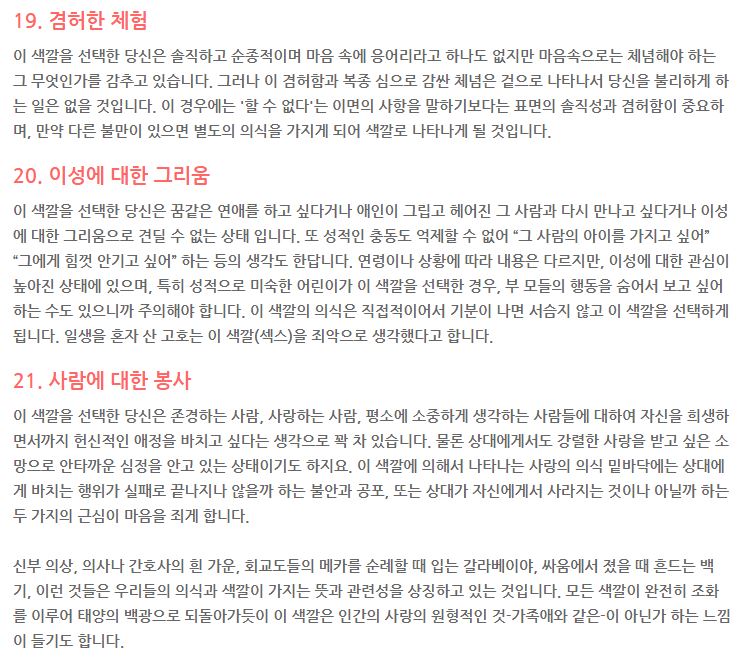 19. 겸허한 체험
이 색깔을 선택한 당신은 솔직하고 순종적이며 마음 속에 응어리라고 하나도 없지만 마음속으로는 체념해야 하는
그 무엇인가를 감추고 있습니다. 그러나 이 겸허함과 복종 심으로 감싼 체념은 겉으로 나타나서 당신을 불리하게 하
는 일은 없을 것입니다. 이 경우에는 '할 수 없다'는 이면의 사항을 말하기보다는 표면의 솔직성과 겸허함이 중요하
며, 만약 다른 불만이 있으면 별도의 의식을 가지게 되어 색깔로 나타나게 될 것입니다.
20. 이성에 대한 그리움
이 색깔을 선택한 당신은 꿈같은 연애를 하고 싶다거나 애인이 그립고 헤어진 그 사람과 다시 만나고 싶다거나 이성
에 대한 그리움으로 견딜 수 없는 상태 입니다. 또 성적인 충동도 억제할 수 없어 “그 사람의 아이를 가지고 싶어”
“그에게 힘껏 안기고 싶어” 하는 등의 생각도 한답니다. 연령이나 상황에 따라 내용은 다르지만, 이성에 대한 관심이
높아진 상태에 있으며, 특히 성적으로 미숙한 어린이가 이 색깔을 선택한 경우, 부 모들의 행동을 숨어서 보고 싶어
하는 수도 있으니까 주의해야 합니다. 이 색깔의 의식은 직접적이어서 기분이 나면 서슴지 않고 이 색깔을 선택하게
됩니다. 일생을 혼자 산 고호는 이 색깔(섹스)을 죄악으로 생각했다고 합니다.
21. 사람에 대한 봉사
이 색깔을 선택한 당신은 존경하는 사람, 사랑하는 사람, 평소에 소중하게 생각하는 사람들에 대하여 자신을 희생하
면서까지 헌신적인 애정을 바치고 싶다는 생각으로 꽉 차 있습니다. 물론 상대에게서도 강렬한 사랑을 받고 싶은 소
망으로 안타까운 심정을 안고 있는 상태이기도 하지요. 이 색깔에 의해서 나타나는 사랑의 의식 밑바닥에는 상대에
게 바치는 행위가 실패로 끝나지나 않을까 하는 불안과 공포, 또는 상대가 자신에게서 사라지는 것이나 아닐까 하는
두 가지의 근심이 마음을 죄게 합니다.
신부 의상, 의사나 간호사의 흰 가운, 회교도들의 메카를 순례할 때 입는 갈라베이야, 싸움에서 졌을 때 흔드는 백
기, 이런 것들은 우리들의 의식과 색깔이 가지는 뜻과 관련성을 상징하고 있는 것입니다. 모든 색깔이 완전히 조화
를 이루어 태양의 백광으로 되돌아가듯이 이 색깔은 인간의 사랑의 원형적인 것-가족애와 같은-이 아닌가 하는 느낌
이 들기도 합니다.